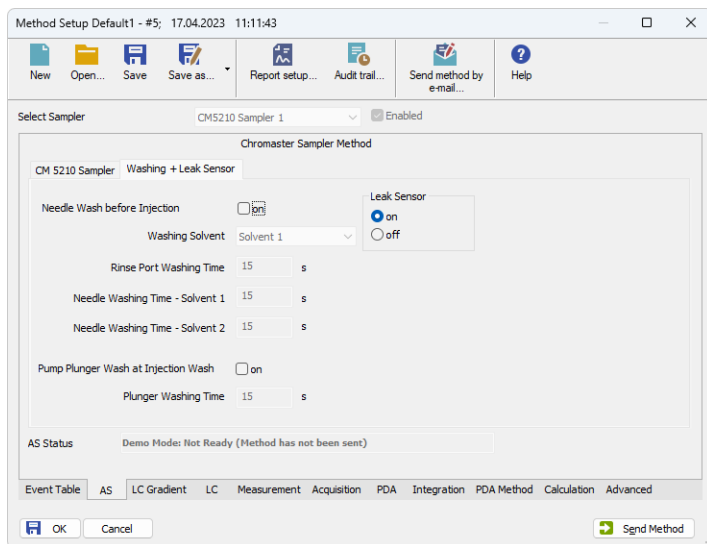 Method Setup Default1 - #5; 17.04.2023 11:11:43
New Open... Save Save as... Report setup... Audit trail... Send method by e-mail... Help
Select Sampler CM5210 Sampler 1 Enabled
Chromaster Sampler Method
CM 5210 Sampler Washing + Leak Sensor
Leak Sensor
Needle Wash before Injection on on
Washing Solvent Solvent 1 off
Rinse Port Washing Time 15 s
Needle Washing Time - Solvent 1 15 s
Needle Washing Time - Solvent 2 15 s
Pump Plunger Wash at Injection Wash on
Plunger Washing Time 15 s
AS Status Demo Mode: Not Ready (Method has not been sent)
Event Table AS LC Gradient LC Measurement Acquisition PDA Integration PDA Method Calculation Advanced
OK Cancel Send Method